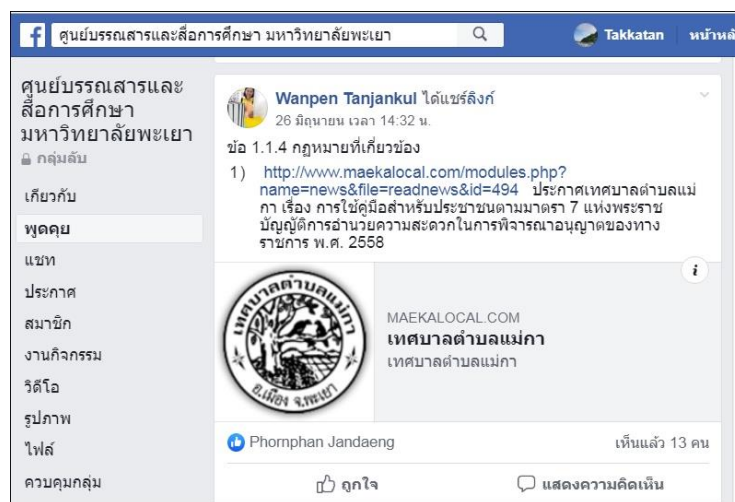 ศูนย์บรรณสารและสื่อการศึกษา มหาวิทยาลัยพะเยา
Takkatan
หน้าหลั
ศูนย์บรรณสารและ
สื่อการศึกษา
มหาวิทยาลัยพะเยา
กลุ่มลับ
เกี่ยวกับ
พูดคุย
แชท
ประกาศ
สมาชิก
งานกิจกรรม
วิดีโอ
รูปภาพ
ไฟล์
ควบคุมกลุ่ม
Wanpen Tanjankul ได้แชร์ลิงก์
26 มิถุนายน เวลา 14:32 น.
ข้อ 1.1.4 กฎหมายที่เกี่ยวข้อง
1) http://www.maekalocal.com/modules.php?
name=news&file=readnews&id=494 ประกาศเทศบาลตำบลแม่
กา เรื่อง การใช้คู่มือสำหรับประชาชนตามมาตรา 7 แห่งพระราช
บัญญัติการอำนวยความสะดวกในการพิจารณาอนุญาตของทาง
ราชการ พ.ศ. 2558
เทศบาลตำบลแม่กา
อ.เมือง จ.พะเยา
MAEKALOCAL.COM
เทศบาลตำบลแม่กา
เทศบาลตำบลแม่กา
Phornphan Jandaeng
เห็นแล้ว 13 คน
ถูกใจ
แสดงความคิดเห็น